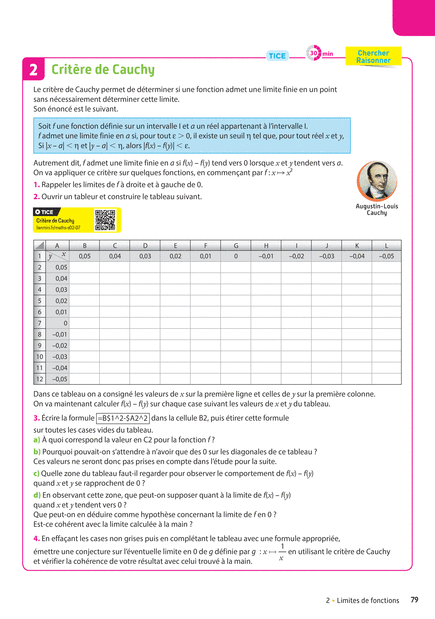 TICE
30 min
Chercher
Raisonner
2 Critère de Cauchy
Le critère de Cauchy permet de déterminer si une fonction admet une limite finie en un point
sans nécessairement déterminer cette limite.
Son énoncé est le suivant.
Soit f une fonction définie sur un intervalle I et a un réel appartenant à l'intervalle I.
f admet une limite finie en a si, pour tout ε > 0, il existe un seuil η tel que, pour tout réel x et y,
Si |x – a| < η et |y – a| < η, alors |f(x) – f(y)| < ε.
Autrement dit, f admet une limite finie en a si f(x) – f(y) tend vers 0 lorsque x et y tendent vers a.
On va appliquer ce critère sur quelques fonctions, en commençant par f : x ↦ x²
1. Rappeler les limites de f à droite et à gauche de 0.
2. Ouvrir un tableur et construire le tableau suivant.
Augustin-Louis
Cauchy
TICE
Critère de Cauchy
lienmini.fr/maths-s02-07
A B C D E F G H I J K L
1 y x 0,05 0,04 0,03 0,02 0,01 0 –0,01 –0,02 –0,03 –0,04 –0,05
2 0,05
3 0,04
4 0,03
5 0,02
6 0,01
7 0
8 –0,01
9 –0,02
10 –0,03
11 –0,04
12 –0,05
Dans ce tableau on a consigné les valeurs de x sur la première ligne et celles de y sur la première colonne.
On va maintenant calculer f(x) – f(y) sur chaque case suivant les valeurs de x et y du tableau.
3. Écrire la formule =B$1^2-$A2^2 dans la cellule B2, puis étirer cette formule
sur toutes les cases vides du tableau.
a) À quoi correspond la valeur en C2 pour la fonction f ?
b) Pourquoi pouvait-on s'attendre à n'avoir que des 0 sur les diagonales de ce tableau ?
Ces valeurs ne seront donc pas prises en compte dans l'étude pour la suite.
c) Quelle zone du tableau faut-il regarder pour observer le comportement de f(x) – f(y)
quand x et y se rapprochent de 0 ?
d) En observant cette zone, que peut-on supposer quant à la limite de f(x) – f(y)
quand x et y tendent vers 0 ?
Que peut-on en déduire comme hypothèse concernant la limite de f en 0 ?
Est-ce cohérent avec la limite calculée à la main ?
4. En effaçant les cases non grises puis en complétant le tableau avec une formule appropriée,
émettre une conjecture sur l'éventuelle limite en 0 de g définie par g : x ↦ 1/x en utilisant le critère de Cauchy
et vérifier la cohérence de votre résultat avec celui trouvé à la main.
2 • Limites de fonctions 79